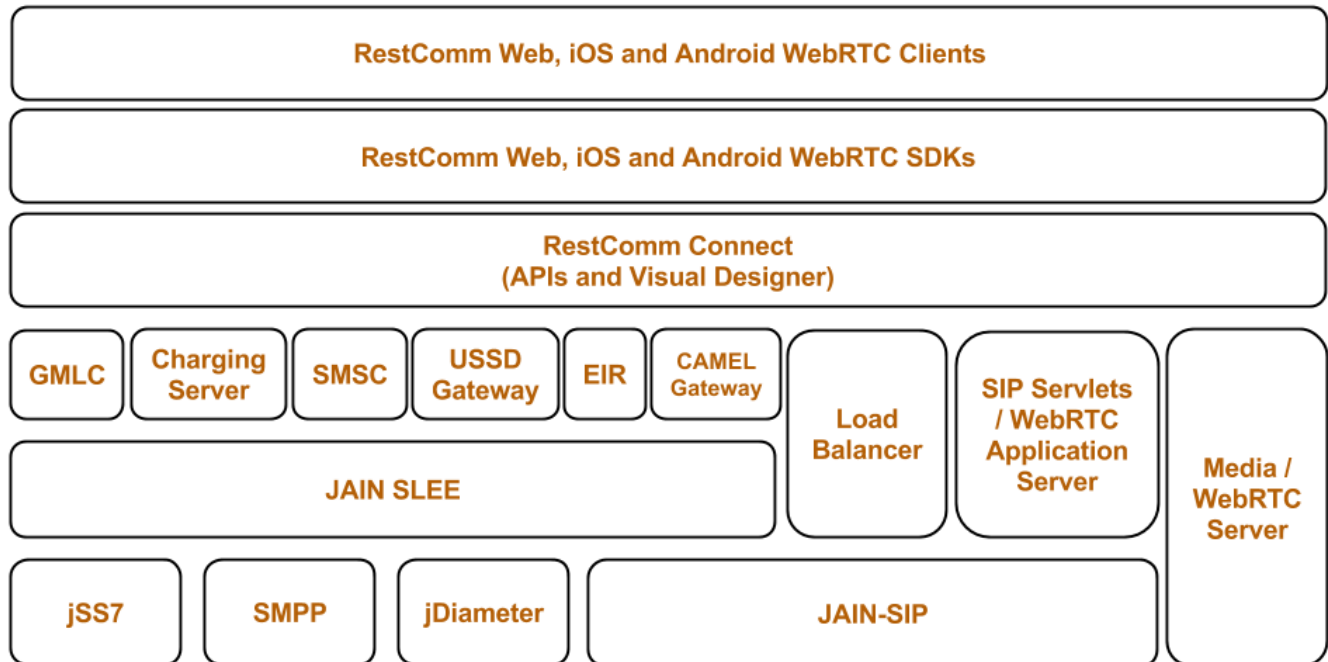 RestComm Web, iOS and Android WebRTC Clients
RestComm Web, iOS and Android WebRTC SDKs
RestComm Connect
(APIs and Visual Designer)
GMLC
Charging
Server
SMSC
USSD
Gateway
EIR
CAMEL
Gateway
Load
Balancer
SIP Servlets
/ WebRTC
Application
Server
Media /
WebRTC
Server
JAIN SLEE
jSS7
SMPP
jDiameter
JAIN-SIP